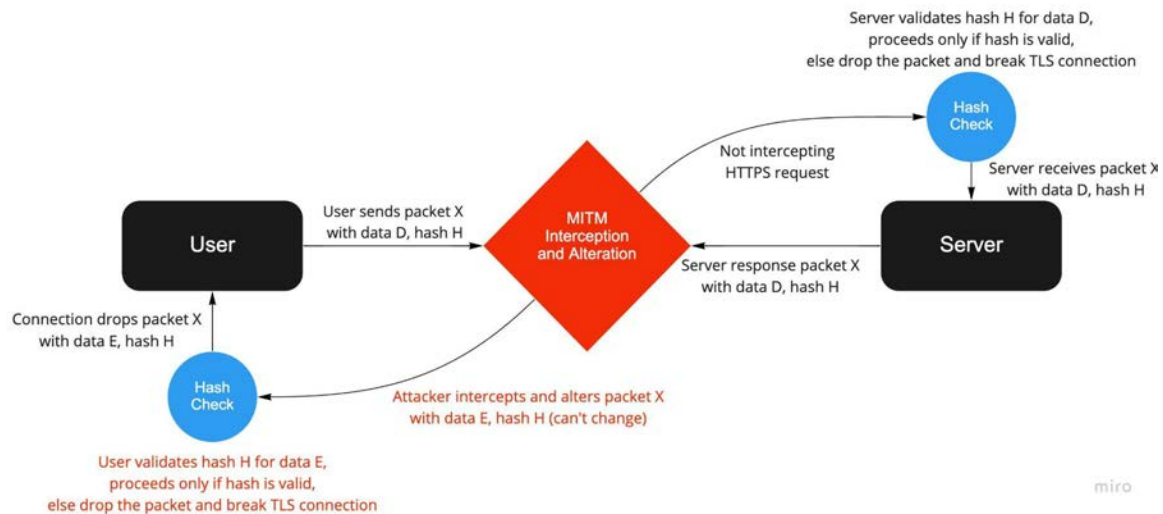 Server validates hash H for data D,
proceeds only if hash is valid,
else drop the packet and break TLS connection
Hash
Check
Not intercepting
HTTPS request
Server receives packet X
with data D, hash H
User
User sends packet X
with data D, hash H
MITM
Interception
and Alteration
Server
Server response packet X
with data D, hash H
Connection drops packet X
with data E, hash H
Hash
Check
Attacker intercepts and alters packet X
with data E, hash H (can't change)
User validates hash H for data E,
proceeds only if hash is valid,
else drop the packet and break TLS connection
miro